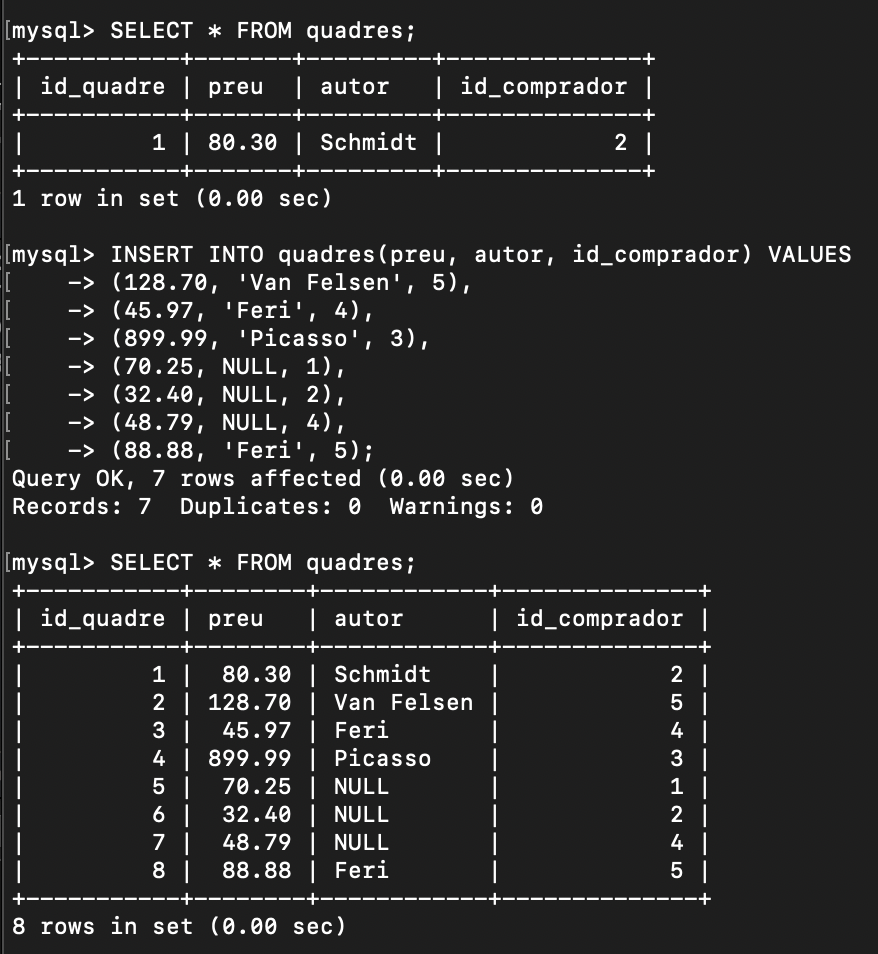 mysql> SELECT * FROM quadres;
+-----------+-------+---------+--------------+
| id_quadre | preu  | autor   | id_comprador |
+-----------+-------+---------+--------------+
|         1 | 80.30 | Schmidt |            2 |
+-----------+-------+---------+--------------+
1 row in set (0.00 sec)
mysql> INSERT INTO quadres(preu, autor, id_comprador) VALUES
    -> (128.70, 'Van Felsen', 5),
    -> (45.97, 'Feri', 4),
    -> (899.99, 'Picasso', 3),
    -> (70.25, NULL, 1),
    -> (32.40, NULL, 2),
    -> (48.79, NULL, 4),
    -> (88.88, 'Feri', 5);
Query OK, 7 rows affected (0.00 sec)
Records: 7  Duplicates: 0  Warnings: 0
mysql> SELECT * FROM quadres;
+-----------+--------+------------+--------------+
| id_quadre | preu   | autor      | id_comprador |
+-----------+--------+------------+--------------+
|         1 |  80.30 | Schmidt    |            2 |
|         2 | 128.70 | Van Felsen |            5 |
|         3 |  45.97 | Feri       |            4 |
|         4 | 899.99 | Picasso    |            3 |
|         5 |  70.25 | NULL       |            1 |
|         6 |  32.40 | NULL       |            2 |
|         7 |  48.79 | NULL       |            4 |
|         8 |  88.88 | Feri       |            5 |
+-----------+--------+------------+--------------+
8 rows in set (0.00 sec)